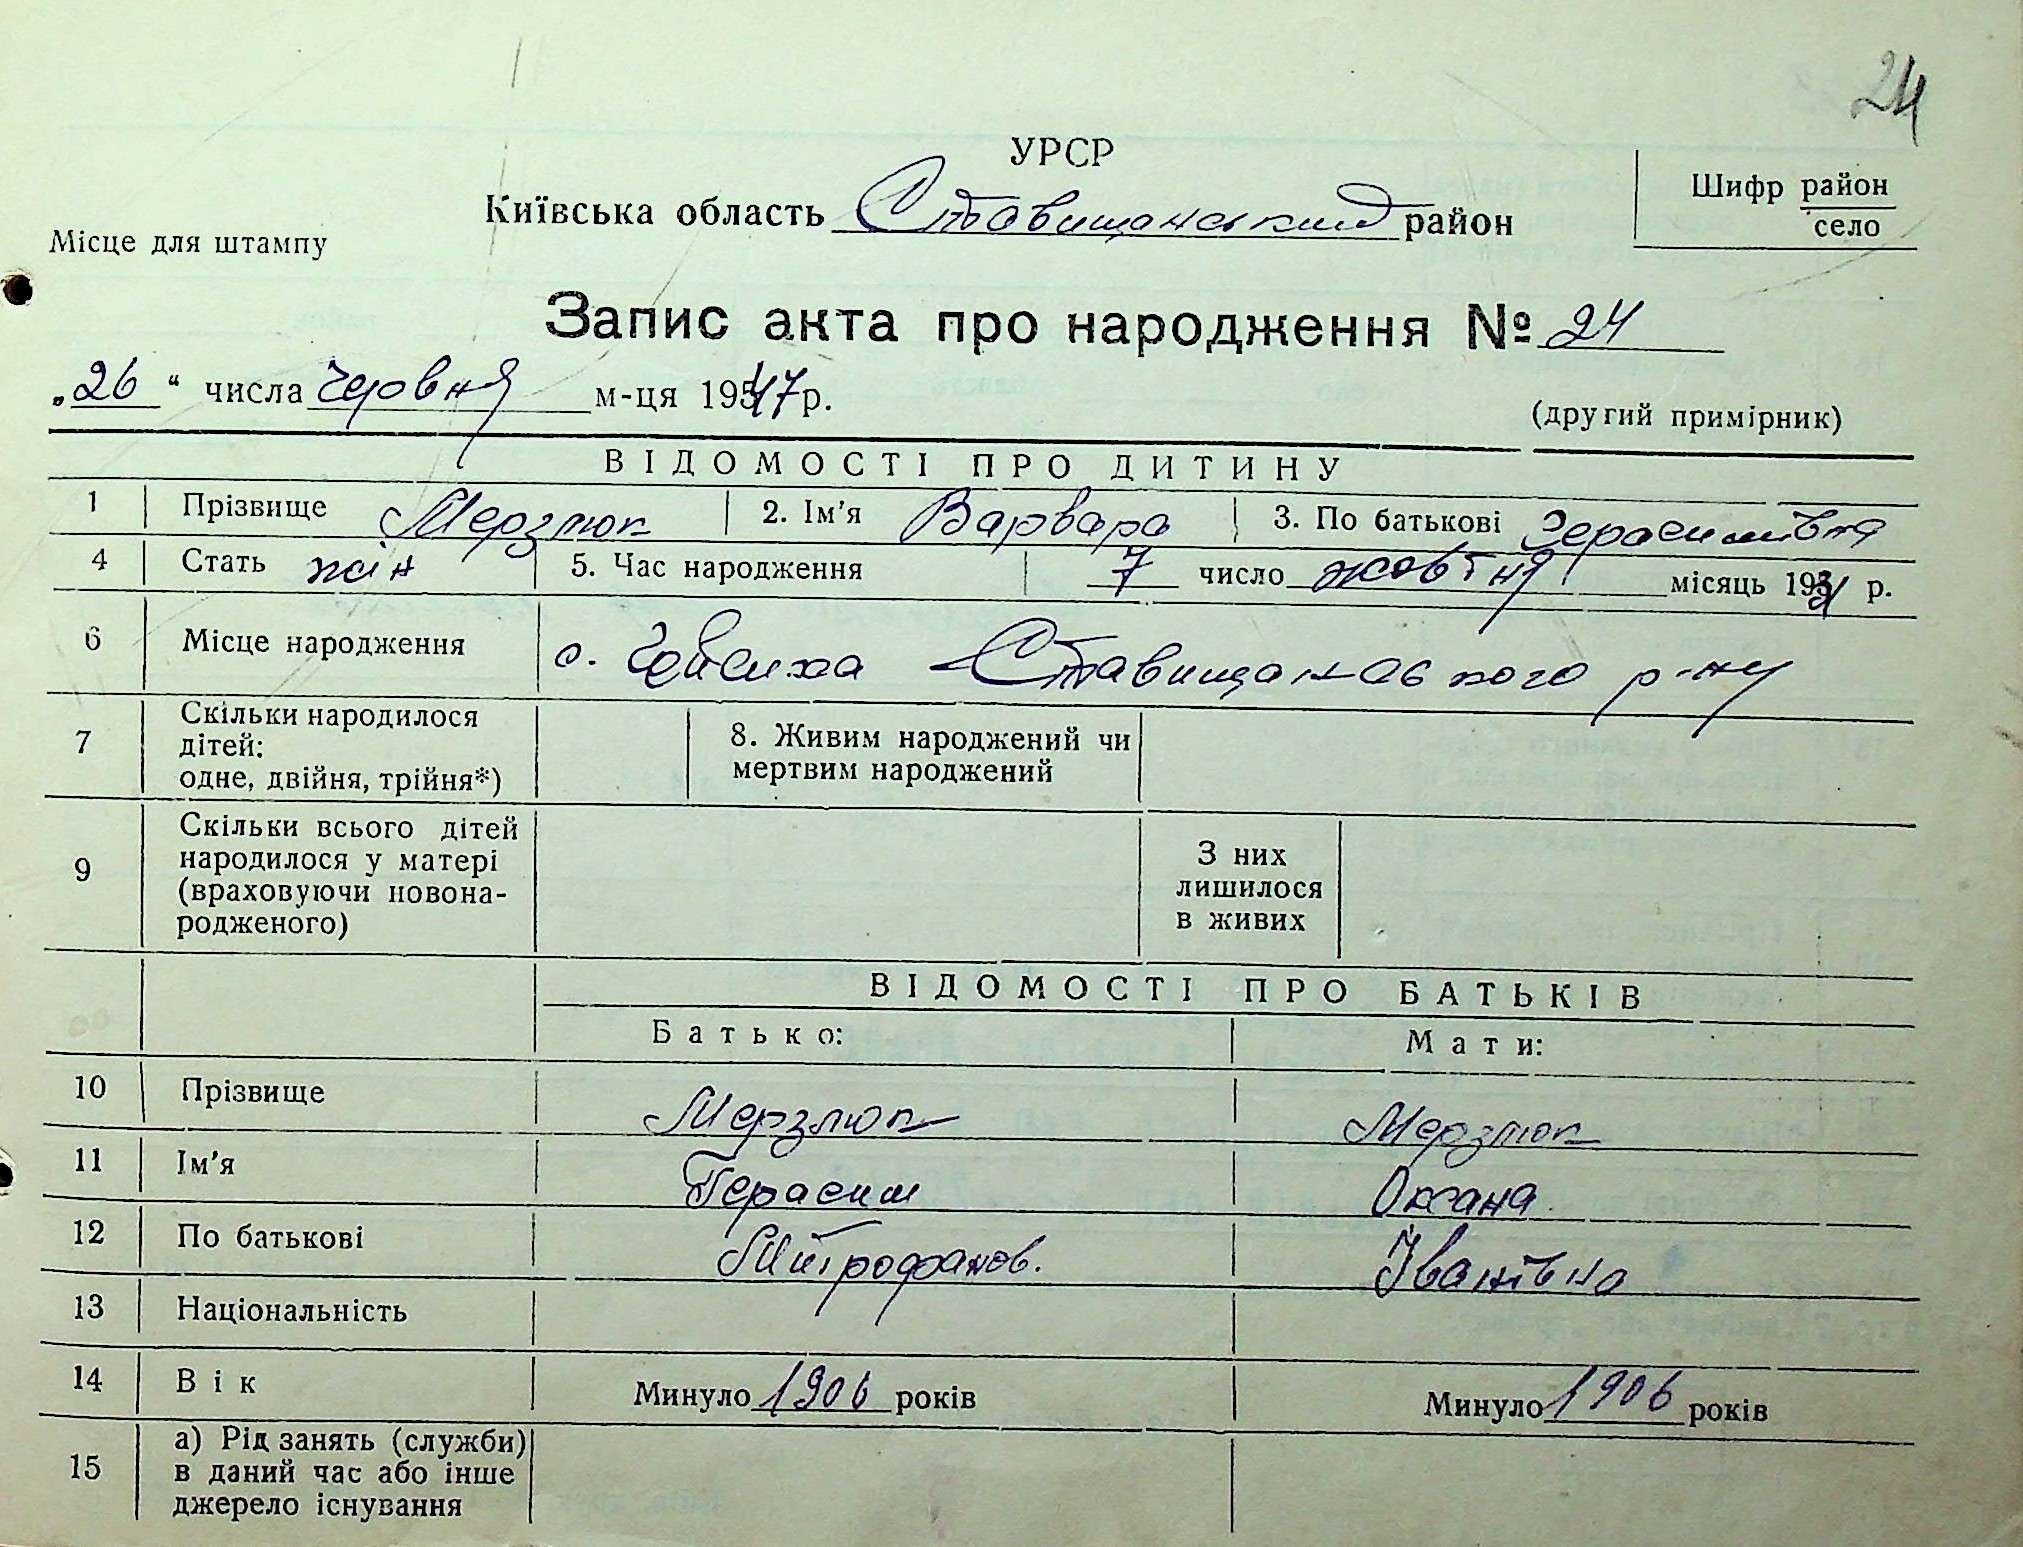 24
УРСР
Київська область Ставищанський район
Шифр район
село
Місце для штампу
Запис акта про народження № 24
„26“ числа Червня м-ця 1947 р.
(другий примірник)
ВІДОМОСТІ ПРО ДИТИНУ
1 Прізвище Мерзлюк 2. Ім'я Варвара 3. По батькові Герасимівна
4 Стать жін 5. Час народження 7 число жовтня місяць 193 р.
6 Місце народження с. Гейсиха Ставищанського р-ну
7 Скільки народилося
дітей:
одне, двійня, трійня*)
8. Живим народжений чи
мертвим народжений
9 Скільки всього дітей
народилося у матері
(враховуючи новона-
родженого)
З них
лишилося
в живих
ВІДОМОСТІ ПРО БАТЬКІВ
Батько: Мати:
10 Прізвище Мерзлюк Мерзлюк
11 Ім'я Герасим Оксана
12 По батькові Митрофанов. Іванівна
13 Національність
14 Вік Минуло 1906 років Минуло 1906 років
15 а) Рід занять (служби)
в даний час або інше
джерело існування